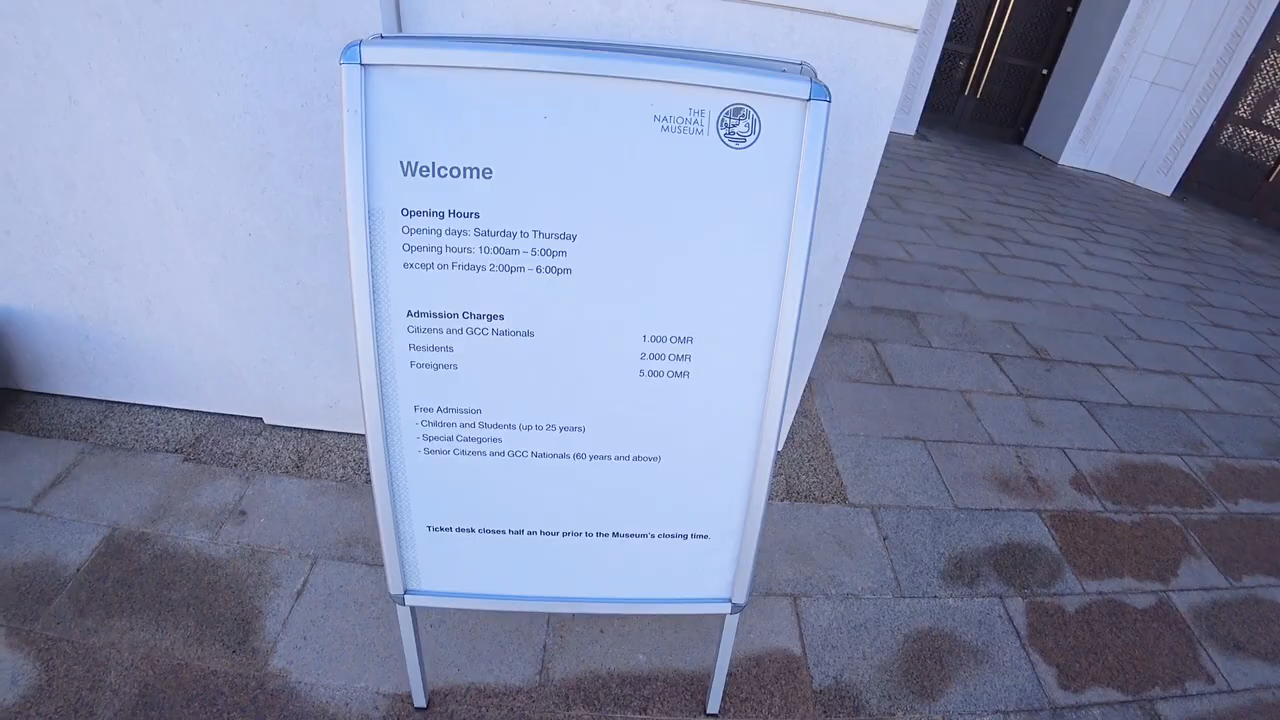 THE
NATIONAL
MUSEUM
Welcome
Opening Hours
Opening days: Saturday to Thursday
Opening hours: 10:00am – 5:00pm
except on Fridays 2:00pm – 6:00pm
Admission Charges
Citizens and GCC Nationals 1.000 OMR
Residents 2.000 OMR
Foreigners 5.000 OMR
Free Admission
- Children and Students (up to 25 years)
- Special Categories
- Senior Citizens and GCC Nationals (60 years and above)
Ticket desk closes half an hour prior to the Museum's closing time.